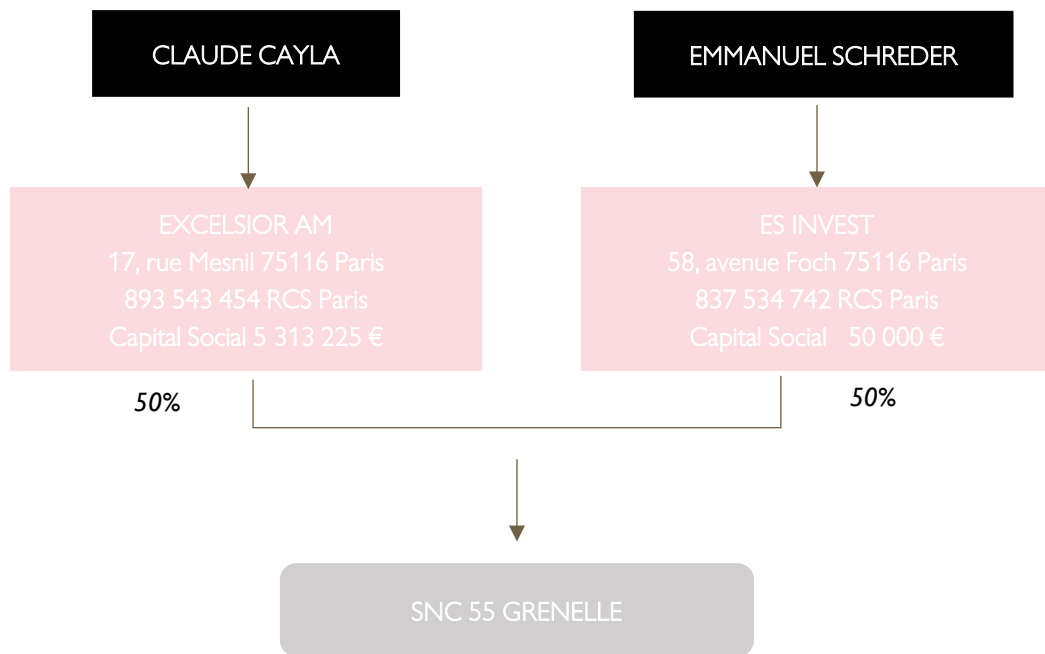 CLAUDE CAYLA
EMMANUEL SCHREDER
EXCELSIOR AM
17, rue Mesnil 75116 Paris
893 543 454 RCS Paris
Capital Social 5 313 225 €
ES INVEST
58, avenue Foch 75116 Paris
837 534 742 RCS Paris
Capital Social 50 000 €
50%
50%
SNC 55 GRENELLE